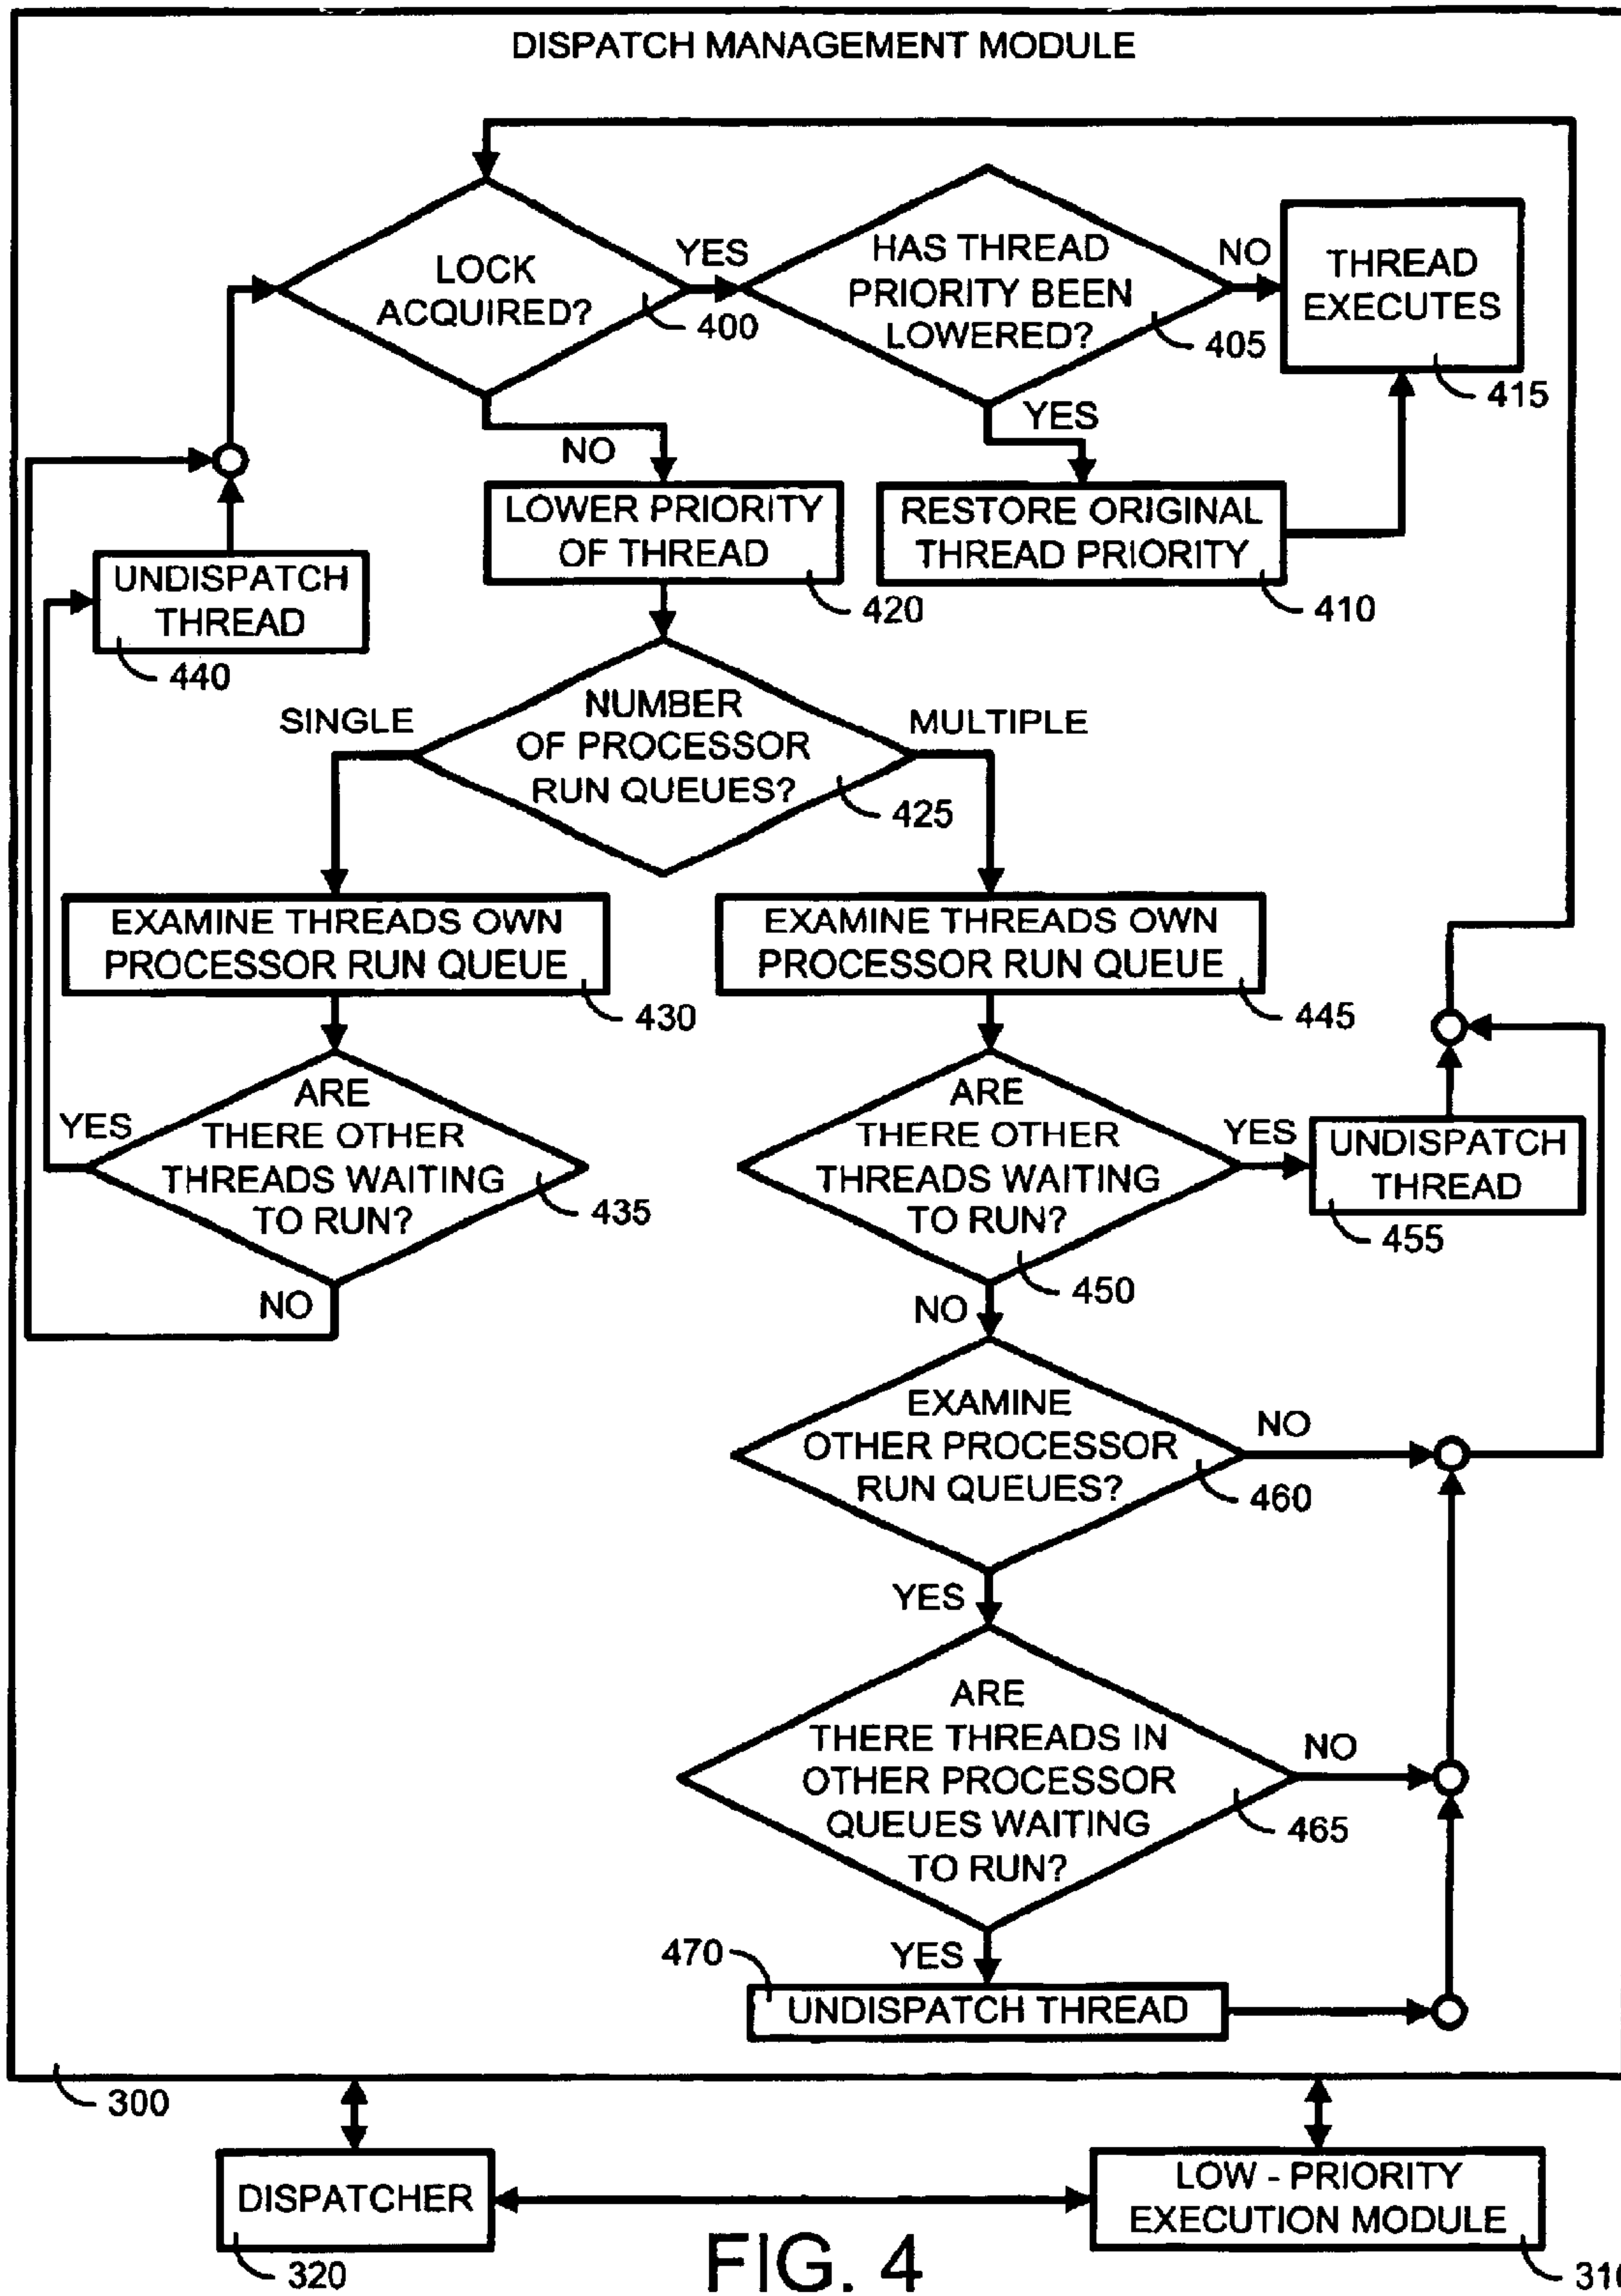 DISPATCH MANAGEMENT MODULE
LOCK
ACQUIRED?
400
YES
HAS THREAD
PRIORITY BEEN
LOWERED?
405
NO
THREAD
EXECUTES
415
YES
NO
LOWER PRIORITY
OF THREAD
420
RESTORE ORIGINAL
THREAD PRIORITY
410
UNDISPATCH
THREAD
440
SINGLE
NUMBER
OF PROCESSOR
RUN QUEUES?
425
MULTIPLE
EXAMINE THREADS OWN
PROCESSOR RUN QUEUE
430
EXAMINE THREADS OWN
PROCESSOR RUN QUEUE
445
YES
ARE
THERE OTHER
THREADS WAITING
TO RUN?
435
NO
ARE
THERE OTHER
THREADS WAITING
TO RUN?
450
YES
UNDISPATCH
THREAD
455
NO
EXAMINE
OTHER PROCESSOR
RUN QUEUES?
460
NO
YES
ARE
THERE THREADS IN
OTHER PROCESSOR
QUEUES WAITING
TO RUN?
465
NO
YES
470
UNDISPATCH THREAD
300
DISPATCHER
320
LOW - PRIORITY
EXECUTION MODULE
310
FIG. 4